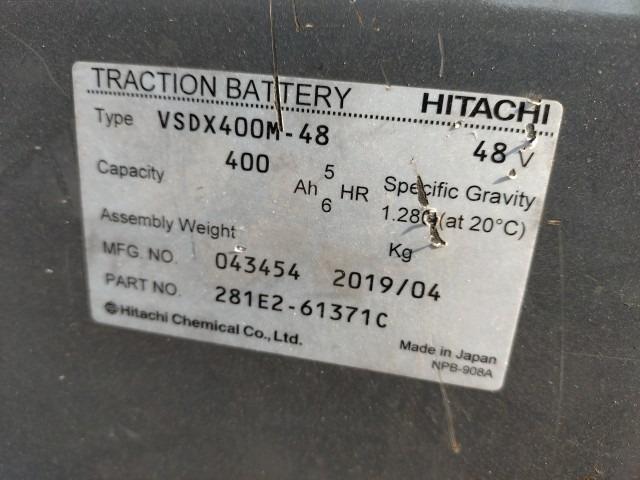 TRACTION BATTERY HITACHI
Type VSDX400M-48 48 V
Capacity 400 Ah 5 HR Specific Gravity
6 1.280 (at 20°C)
Assembly Weight Kg
MFG. NO. 043454 2019/04
PART NO. 281E2-61371C
Hitachi Chemical Co., Ltd. Made in Japan
NPB-908A